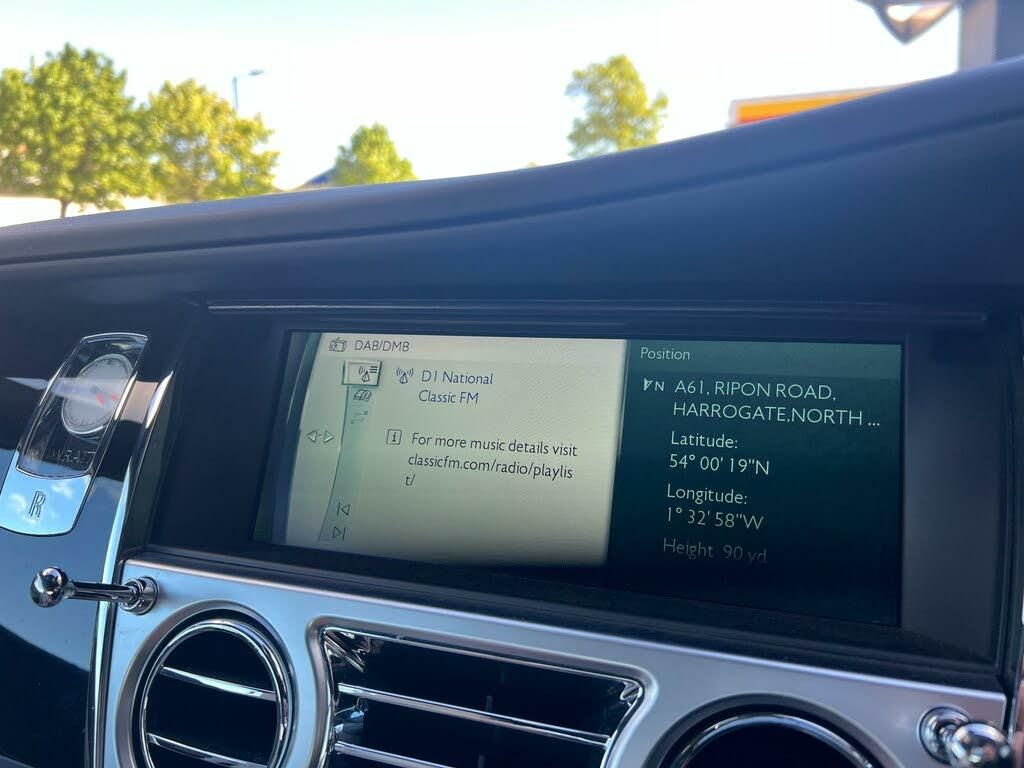 DAB/DMB
D1 National
Classic FM
i
For more music details visit
classicfm.com/radio/playlis
t/
Position
N A61, RIPON ROAD,
HARROGATE,NORTH ...
Latitude:
54° 00' 19"N
Longitude:
1° 32' 58"W
Height 90 yd
RR